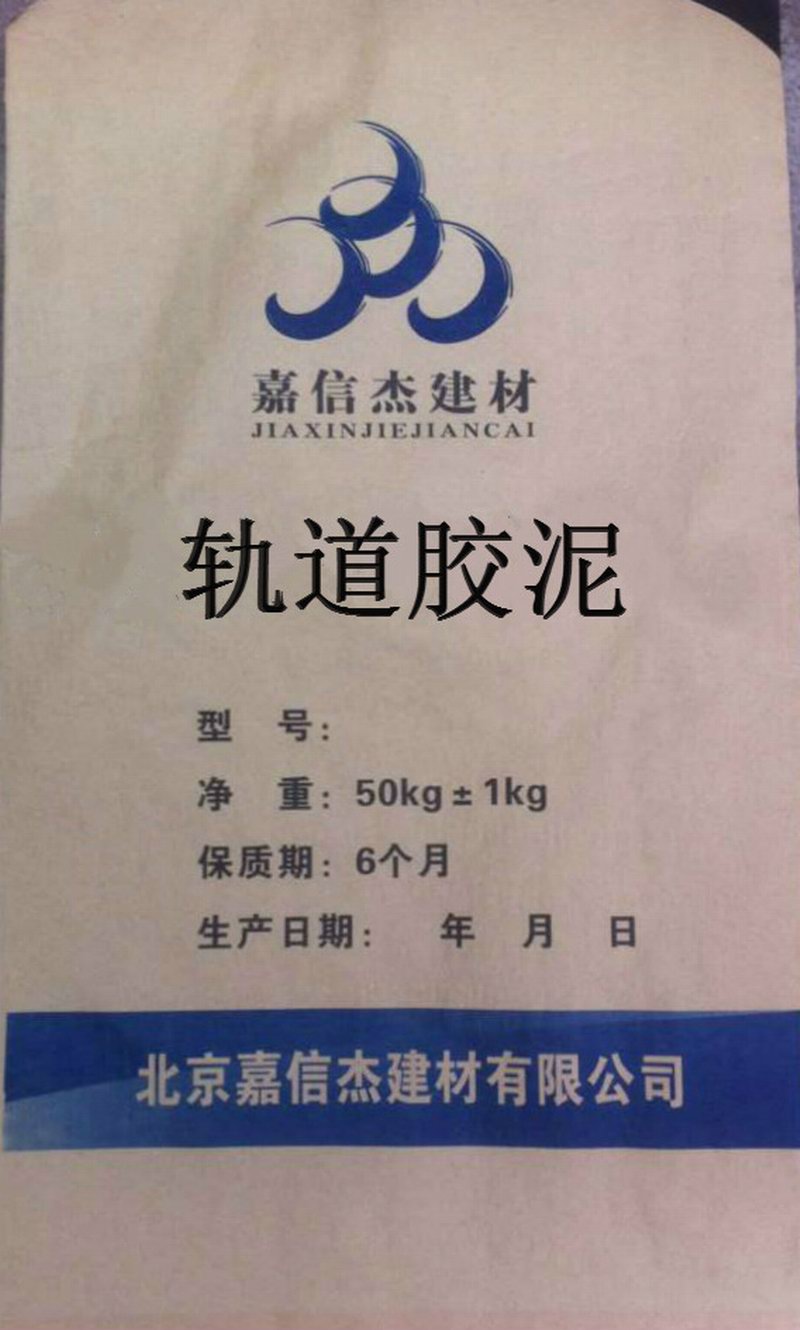 嘉信杰建材
JIAXINJIEJIANCAI
轨道胶泥
型 号：
净 重：50kg±1kg
保质期：6个月
生产日期： 年 月 日
北京嘉信杰建材有限公司